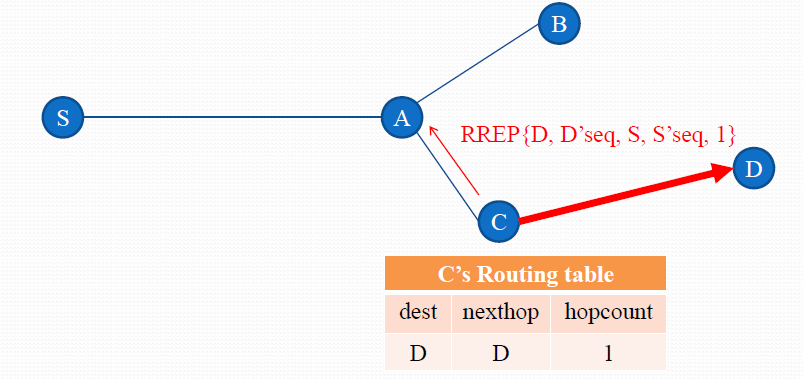 B
S
A
RREP{D, D’seq, S, S’seq, 1}
D
C
C’s Routing table
dest nexthop hopcount
D D 1